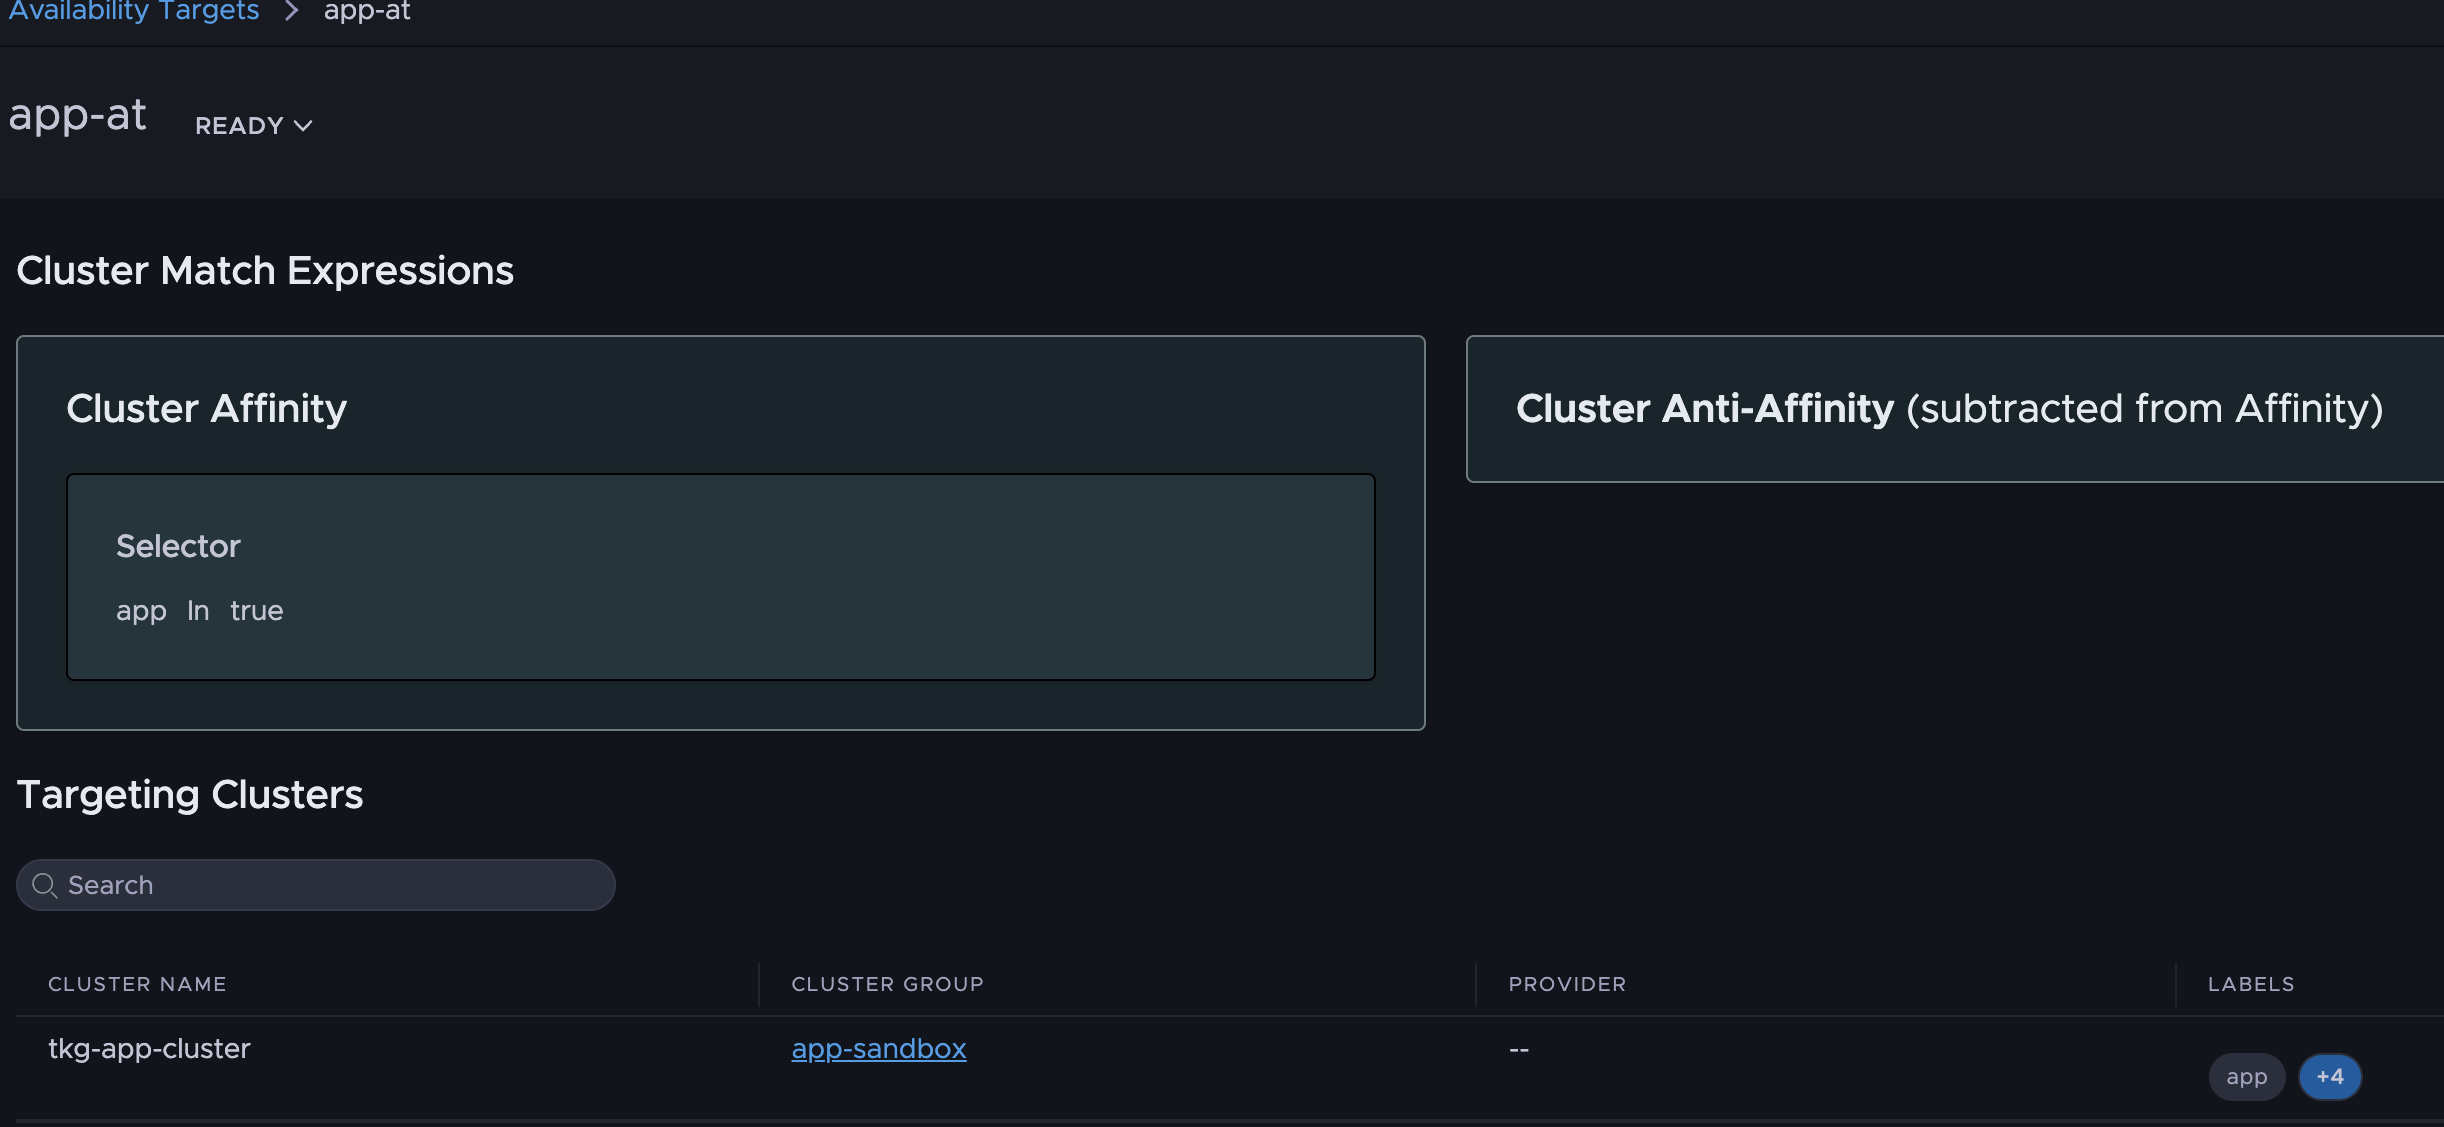 Availability Targets > app-at
app-at READY
Cluster Match Expressions
Cluster Affinity
Cluster Anti-Affinity (subtracted from Affinity)
Selector
app In true
Targeting Clusters
Search
CLUSTER NAME CLUSTER GROUP PROVIDER LABELS
tkg-app-cluster app-sandbox --
app +4